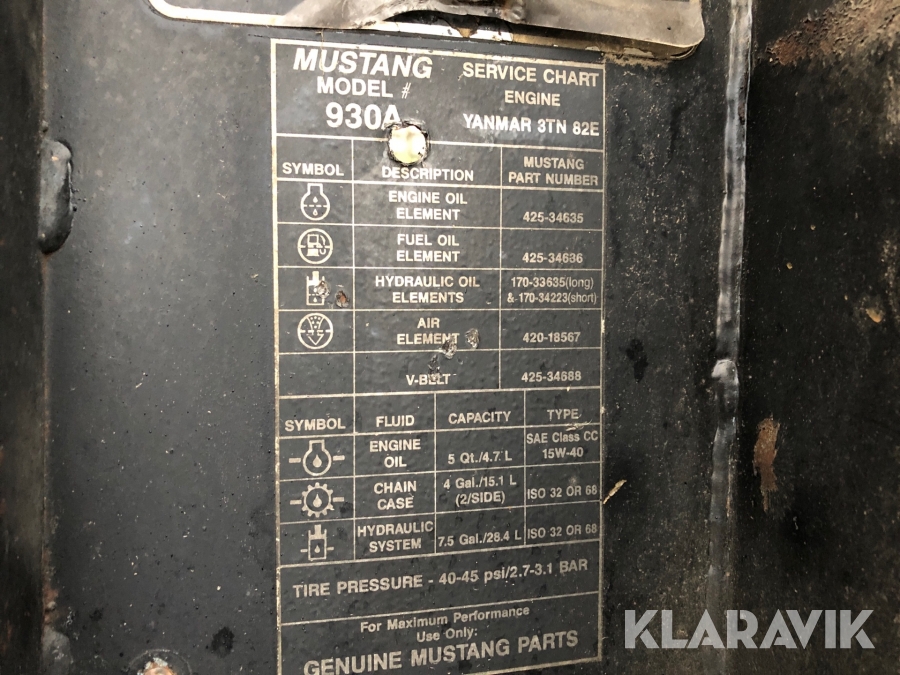 MUSTANG
MODEL #
930A
SERVICE CHART
ENGINE
YANMAR 3TN 82E
SYMBOL DESCRIPTION MUSTANG PART NUMBER
ENGINE OIL ELEMENT 425-34635
FUEL OIL ELEMENT 425-34636
HYDRAULIC OIL ELEMENTS 170-33635(long) & 170-34223(short)
AIR ELEMENT 420-18567
V-BELT 425-34688
SYMBOL FLUID CAPACITY TYPE
ENGINE OIL 5 Qt./4.7 L SAE Class CC 15W-40
CHAIN CASE 4 Gal./15.1 L (2/SIDE) ISO 32 OR 68
HYDRAULIC SYSTEM 7.5 Gal./28.4 L ISO 32 OR 68
TIRE PRESSURE - 40-45 psi/2.7-3.1 BAR
For Maximum Performance
Use Only:
GENUINE MUSTANG PARTS
KLARAVIK